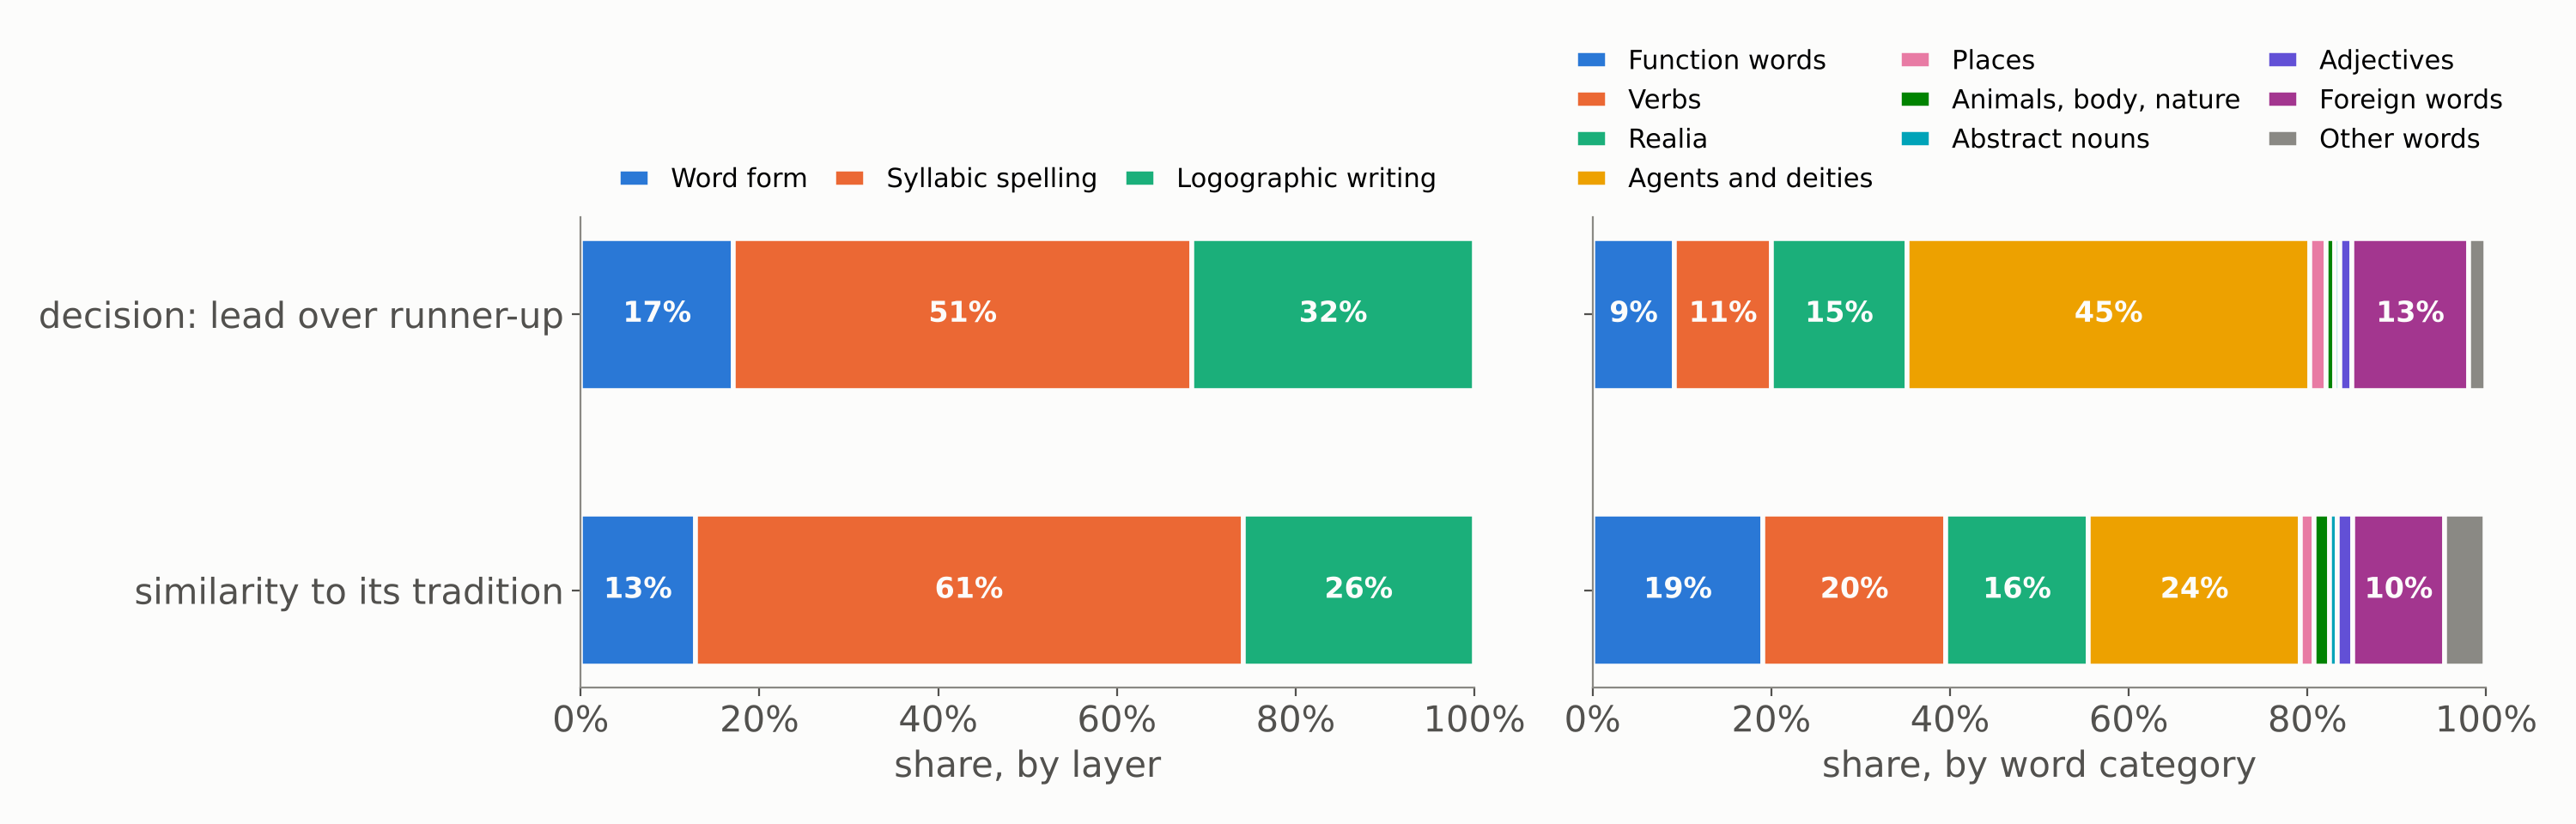 Function words
Places
Adjectives
Verbs
Animals, body, nature
Foreign words
Realia
Abstract nouns
Other words
Agents and deities
Word form
Syllabic spelling
Logographic writing
decision: lead over runner-up
17%
51%
32%
9%
11%
15%
45%
13%
similarity to its tradition
13%
61%
26%
19%
20%
16%
24%
10%
0%
20%
40%
60%
80%
100%
0%
20%
40%
60%
80%
100%
share, by layer
share, by word category